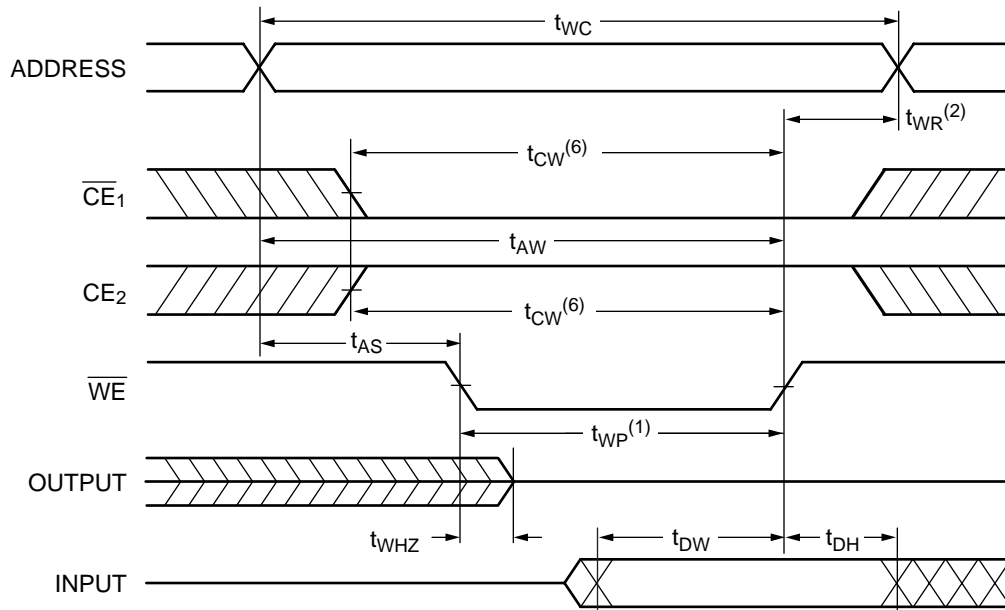 tWC
ADDRESS
tWR(2)
tCW(6)
CE1
tAW
CE2
tCW(6)
tAS
WE
tWP(1)
OUTPUT
tWHZ
tDW
tDH
INPUT